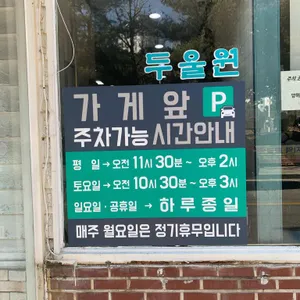 두울원
가게앞 P
주차가능 시간안내
평 일 → 오전 11시 30분 ~ 오후 2시
토요일 → 오전 10시 30분 ~ 오후 3시
일요일 · 공휴일 → 하루종일
매주 월요일은 정기휴무입니다